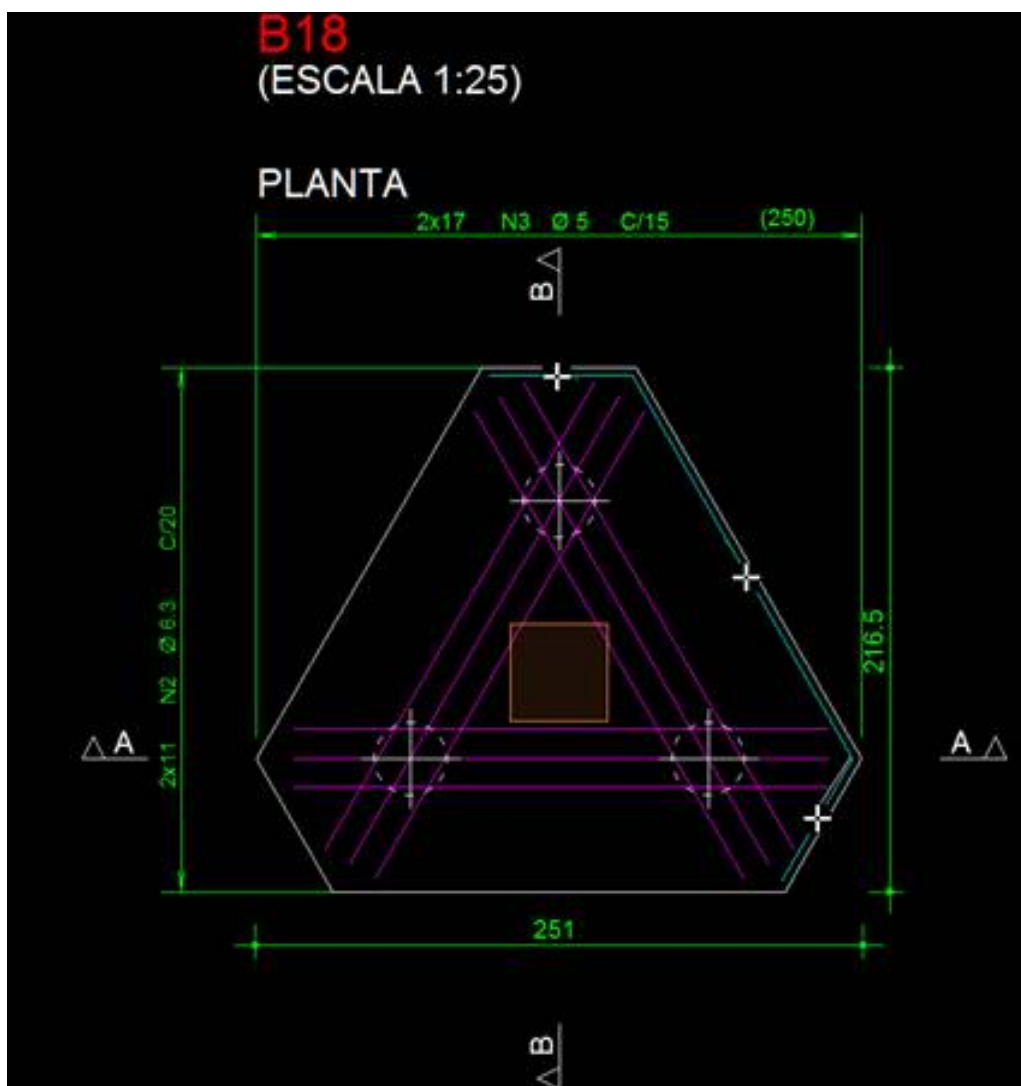 B18
(ESCALA 1:25)
PLANTA
2x17 N3 Ø 5 C/15 (250)
B
2x11 N2 Ø 6.3 C/20
216.5
A
A
251
B